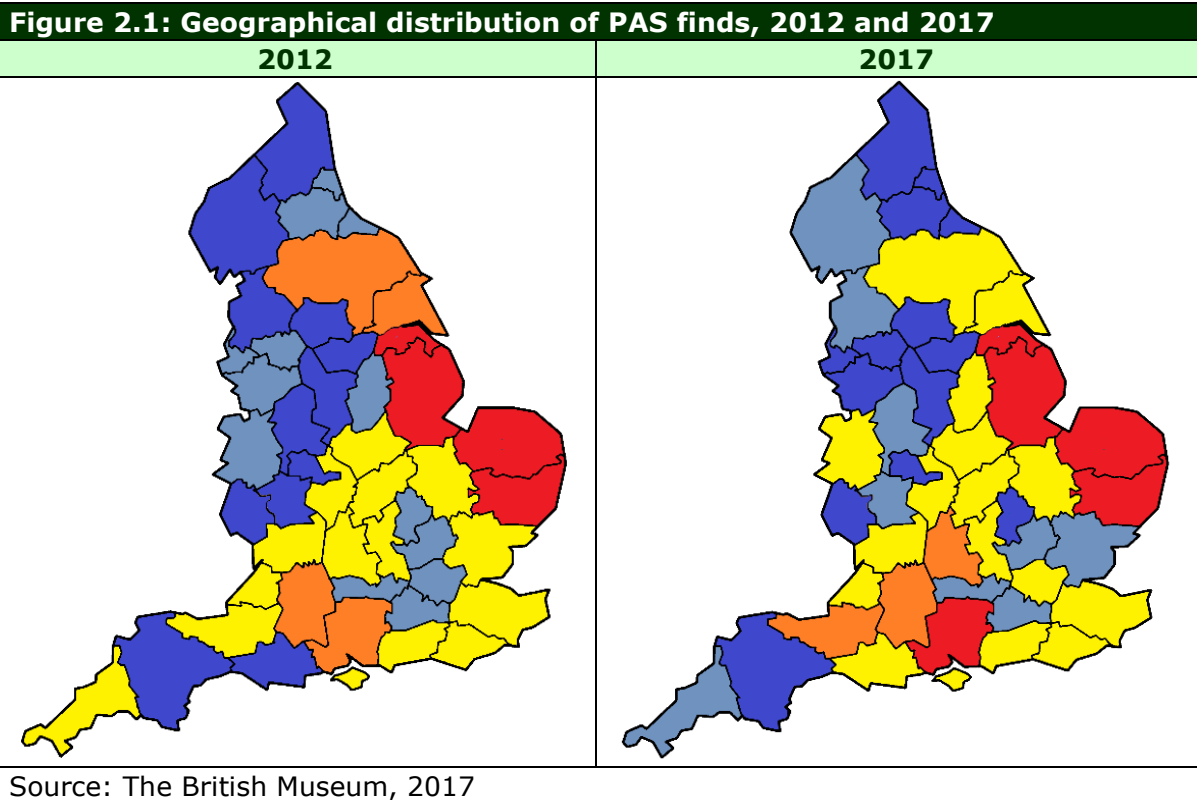 Figure 2.1: Geographical distribution of PAS finds, 2012 and 2017
2012
2017
Source: The British Museum, 2017